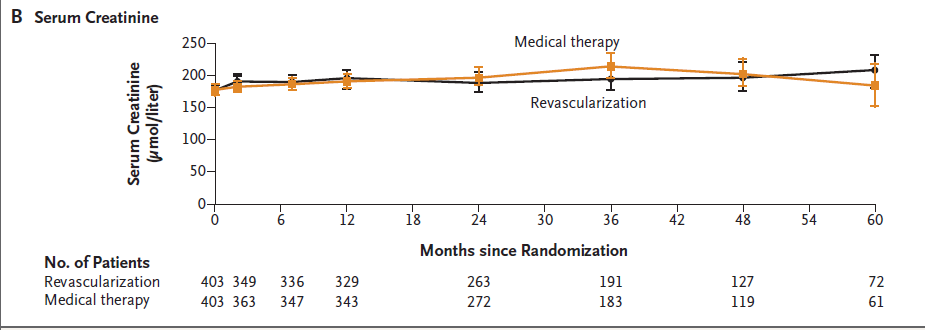 B Serum Creatinine
Serum Creatinine
(µmol/liter)
250
200
150
100
50
0
Medical therapy
Revascularization
0 6 12 18 24 30 36 42 48 54 60
Months since Randomization
No. of Patients
Revascularization 403 349 336 329 263 191 127 72
Medical therapy 403 363 347 343 272 183 119 61